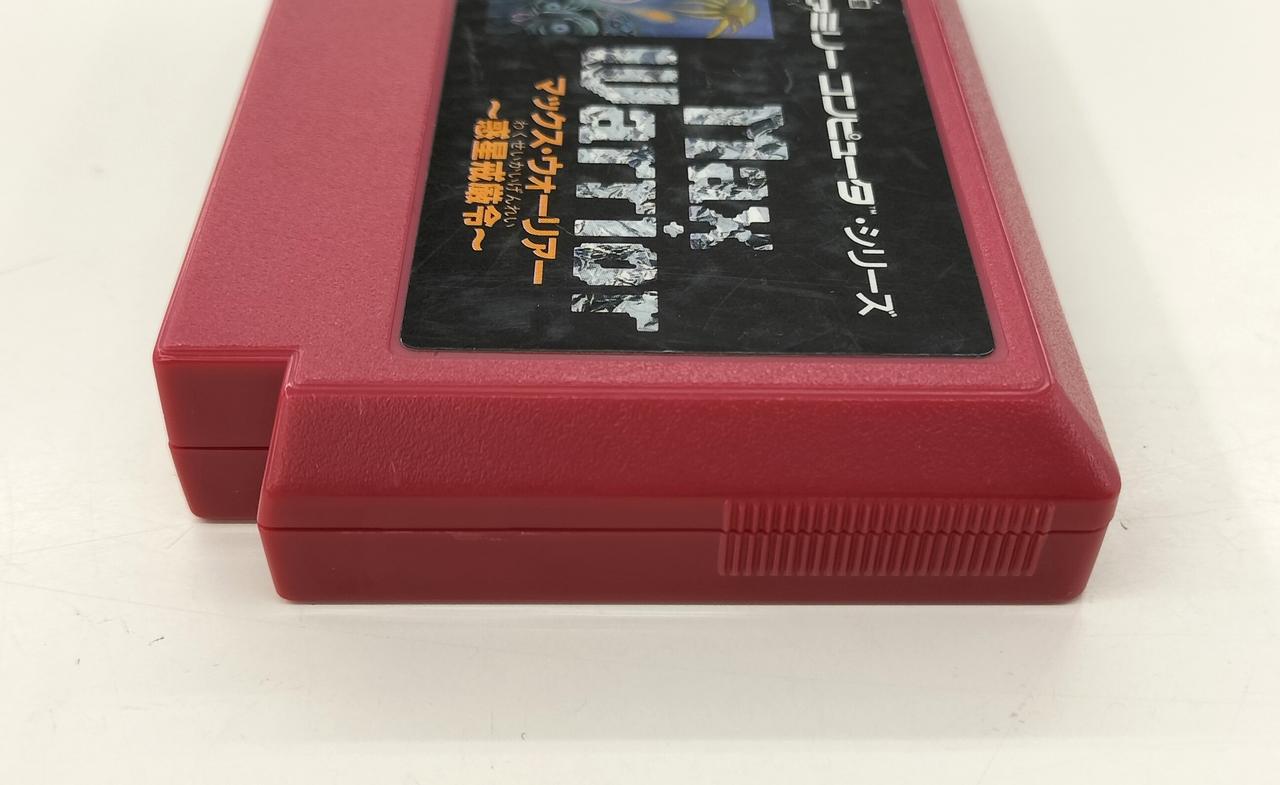 ファミリー コンピュータ™・シリーズ
Max
Warrior
マックス・ウォーリアー
わくせいかいげんれい
～惑星戒厳令～